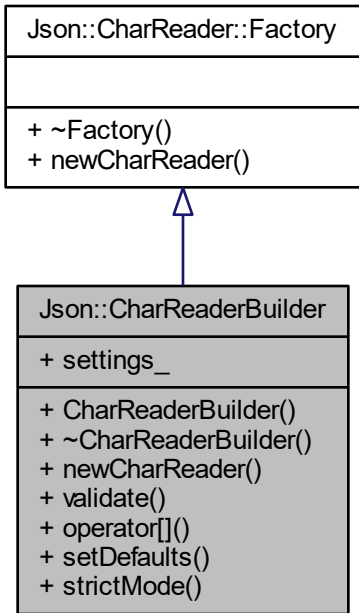 Json::CharReader::Factory
+ ~Factory()
+ newCharReader()
Json::CharReaderBuilder
+ settings_
+ CharReaderBuilder()
+ ~CharReaderBuilder()
+ newCharReader()
+ validate()
+ operator[]()
+ setDefaults()
+ strictMode()